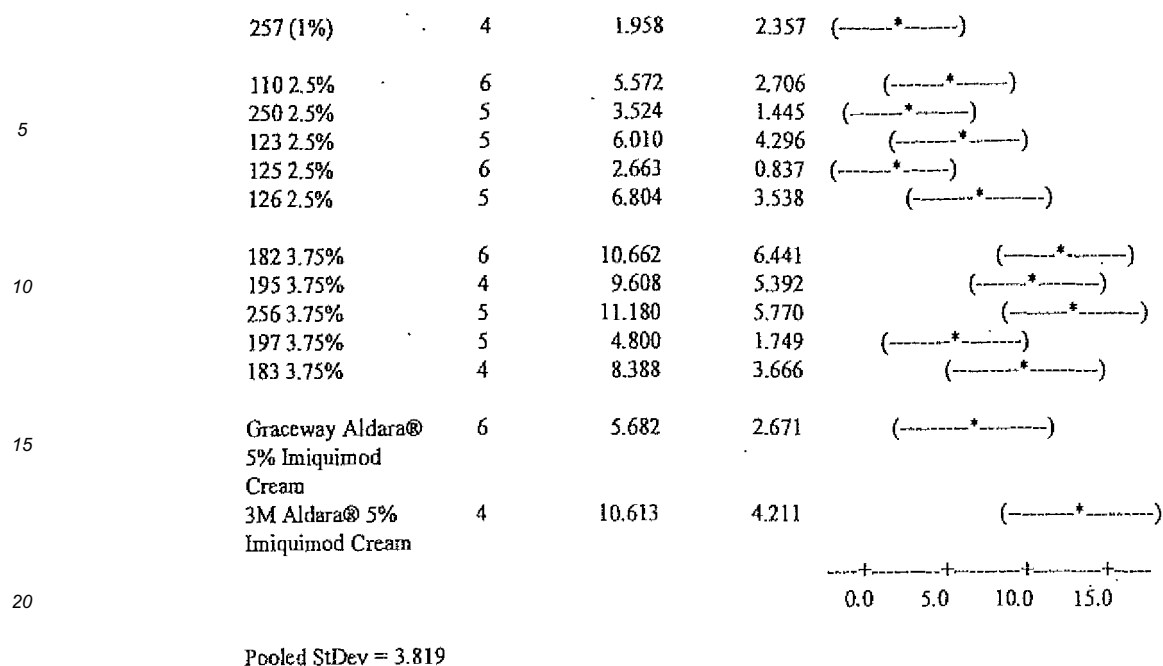 257 (1%) 4 1.958 2.357 (-------*-------)
110 2.5% 6 5.572 2.706 (-------*-------)
5
250 2.5% 5 3.524 1.445 (-------*-------)
123 2.5% 5 6.010 4.296 (--------*-------)
125 2.5% 6 2.663 0.837 (-------*------)
126 2.5% 5 6.804 3.538 (--------*-------)
182 3.75% 6 10.662 6.441 (-------*--------)
10
195 3.75% 4 9.608 5.392 (-------*--------)
256 3.75% 5 11.180 5.770 (--------*--------)
197 3.75% 5 4.800 1.749 (--------*--------)
183 3.75% 4 8.388 3.666 (---------*---------)
15
Graceway Aldara® 6 5.682 2.671 (---------*---------)
5% Imiquimod
Cream
3M Aldara® 5% 4 10.613 4.211 (---------*---------)
Imiquimod Cream
----+---------+---------+---------+-----
20
0.0 5.0 10.0 15.0
Pooled StDev = 3.819